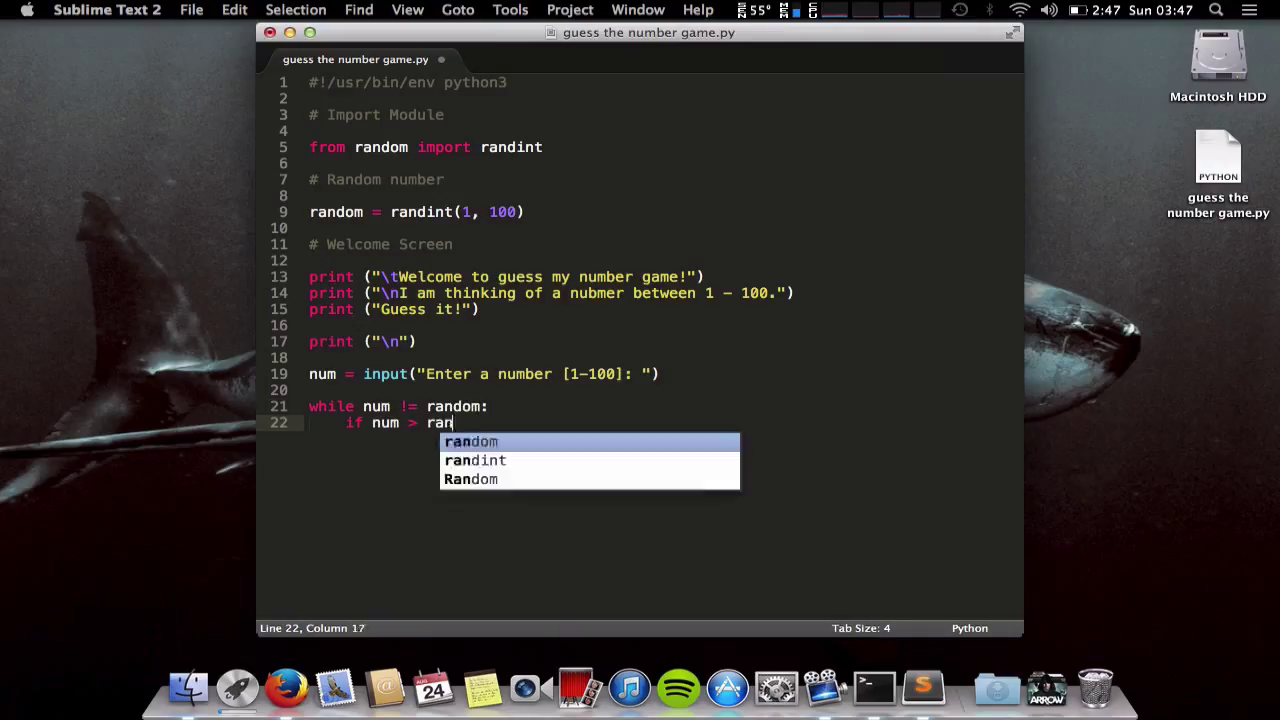 Sublime Text 2 File Edit Selection Find View Goto Tools Project Window Help 55° 2:47 Sun 03:47
guess the number game.py
guess the number game.py
1 #!/usr/bin/env python3
2
3 # Import Module
4
5 from random import randint
6
7 # Random number
8
9 random = randint(1, 100)
10
11 # Welcome Screen
12
13 print ("\tWelcome to guess my number game!")
14 print ("\nI am thinking of a nubmer between 1 - 100.")
15 print ("Guess it!")
16
17 print ("\n")
18
19 num = input("Enter a number [1-100]: ")
20
21 while num != random:
22 if num > ran
random
randint
Random
Line 22, Column 17 Tab Size: 4 Python
Macintosh HDD
PYTHON
guess the
number game.py
AUG
24
ARROW